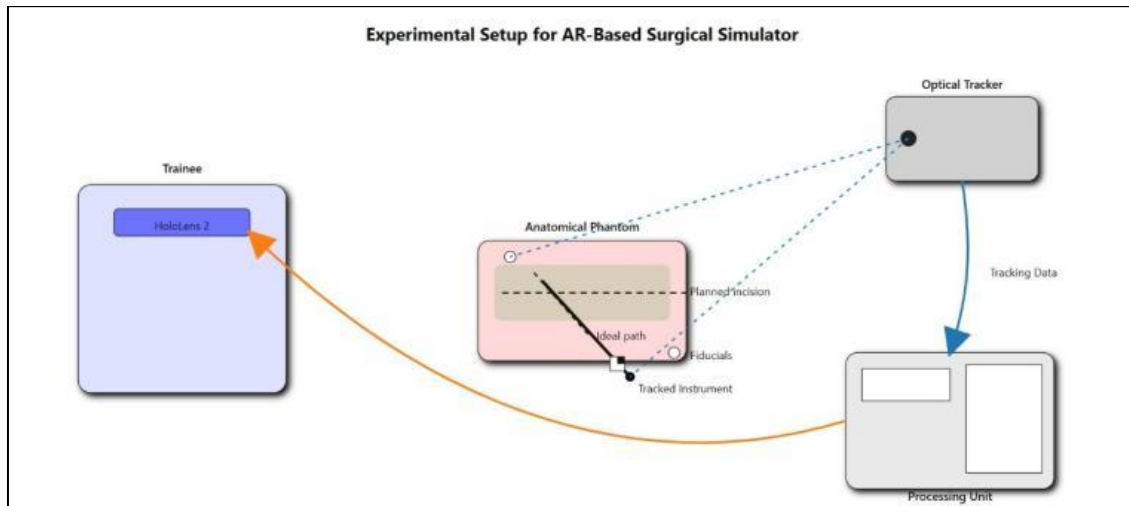 Experimental Setup for AR-Based Surgical Simulator
Optical Tracker
Trainee
HoloLens 2
Anatomical Phantom
Tracking Data
Planned Incision
Ideal path
Fiducials
Tracked Instrument
Processing Unit